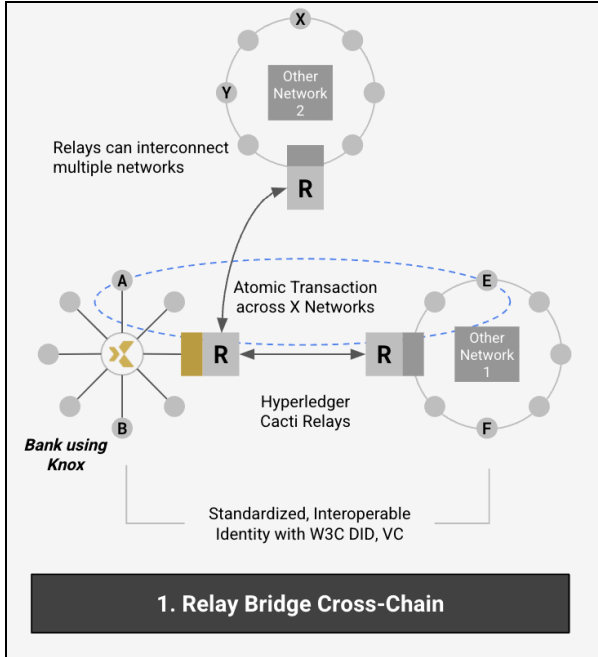 X
Other
Network
2
Y
Relays can interconnect
multiple networks
R
A
E
Atomic Transaction
across X Networks
R
R
Other
Network
1
Hyperledger
Cacti Relays
B
F
Bank using
Knox
Standardized, Interoperable
Identity with W3C DID, VC
1. Relay Bridge Cross-Chain